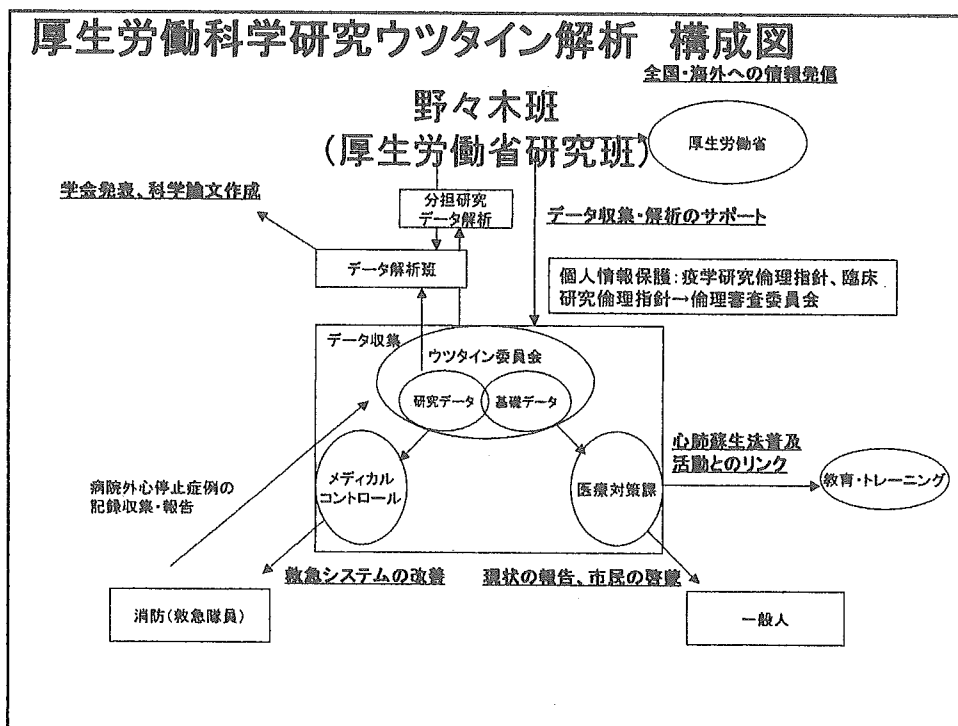 厚生労働科学研究ウツタイン解析 構成図
全国・海外への情報発信
野々木班
(厚生労働省研究班)
厚生労働省
学会発表、科学論文作成
分担研究
データ解析
データ収集・解析のサポート
データ解析班
個人情報保護:疫学研究倫理指針、臨床
研究倫理指針→倫理審査委員会
データ収集
ウツタイン委員会
研究データ
基礎データ
心肺蘇生法普及
活動とのリンク
メディカル
コントロール
医療対策課
教育・トレーニング
病院外心停止症例の
記録収集・報告
救急システムの改善
現状の報告、市民の啓蒙
消防(救急隊員)
一般人